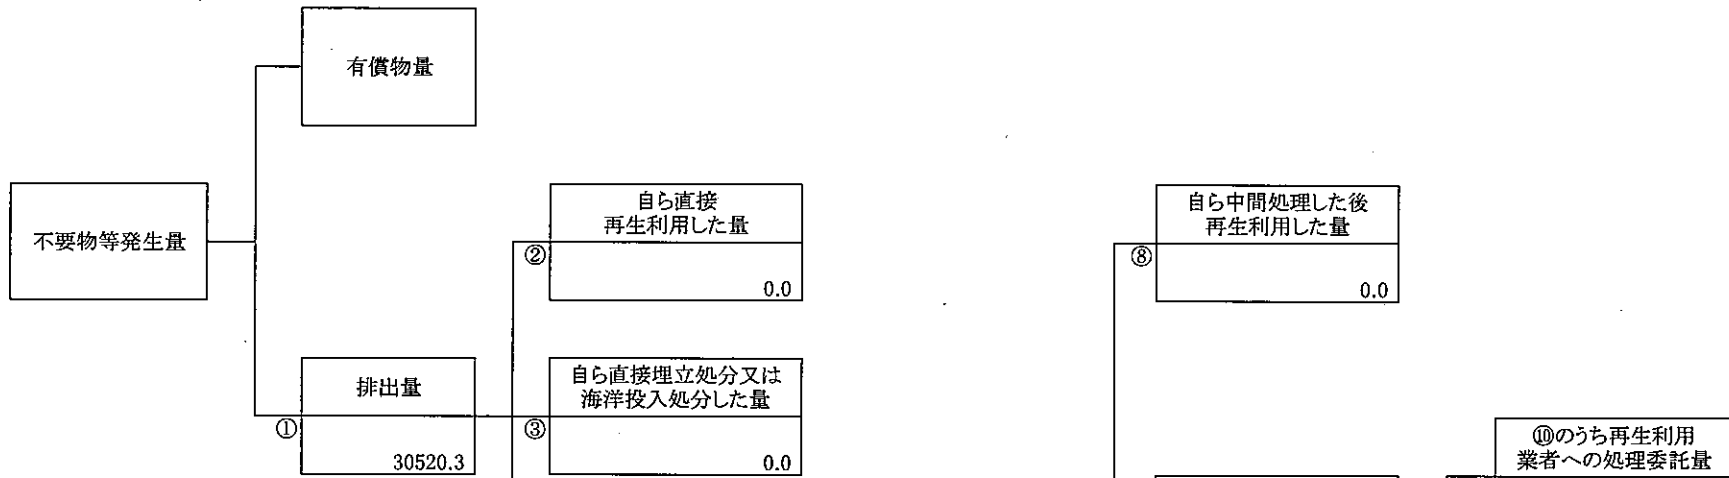 有償物量
不要物等発生量
自ら直接
再生利用した量
②
0.0
自ら中間処理した後
再生利用した量
⑧
0.0
排出量
①
30520.3
自ら直接埋立処分又は
海洋投入処分した量
③
0.0
⑩のうち再生利用
業者への処理委託量